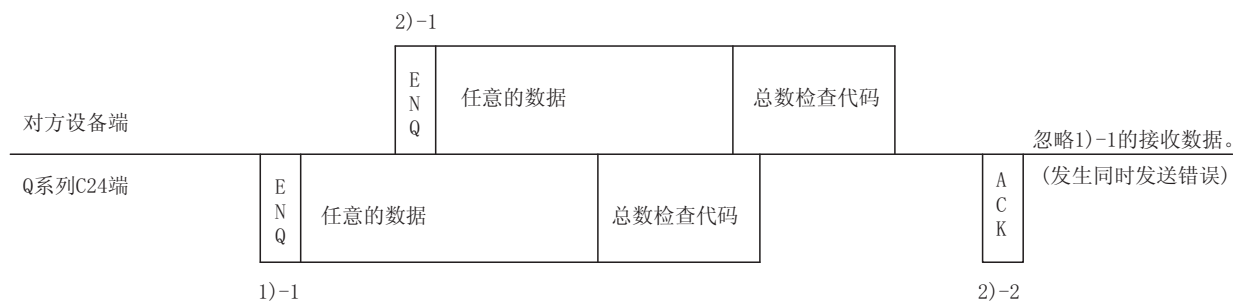 2)-1
ENQ
任意的数据
总数检查代码
对方设备端
忽略1)-1的接收数据。
Q系列C24端
ENQ
任意的数据
总数检查代码
ACK
(发生同时发送错误)
1)-1
2)-2